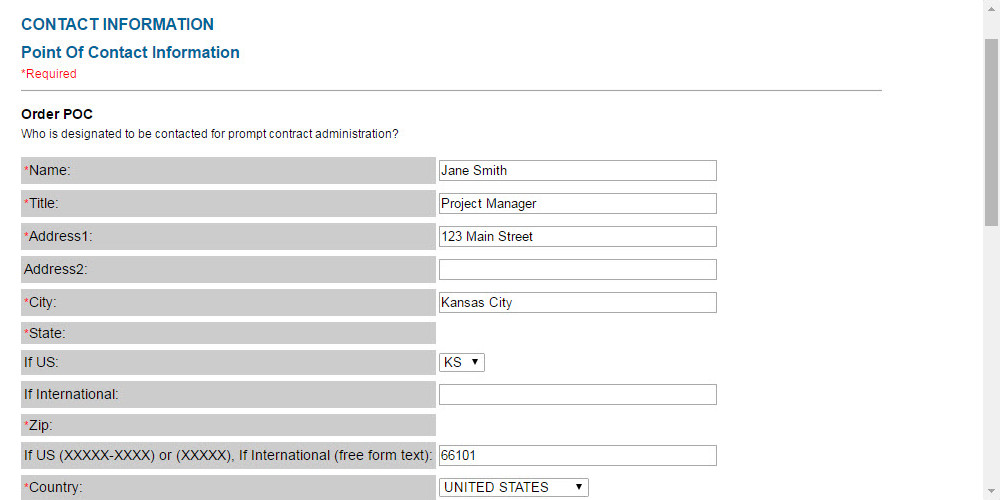 CONTACT INFORMATION
Point Of Contact Information
*Required
Order POC
Who is designated to be contacted for prompt contract administration?
*Name: Jane Smith
*Title: Project Manager
*Address1: 123 Main Street
Address2:
*City: Kansas City
*State:
If US: KS
If International:
*Zip:
If US (XXXXX-XXXX) or (XXXXX), If International (free form text): 66101
*Country: UNITED STATES